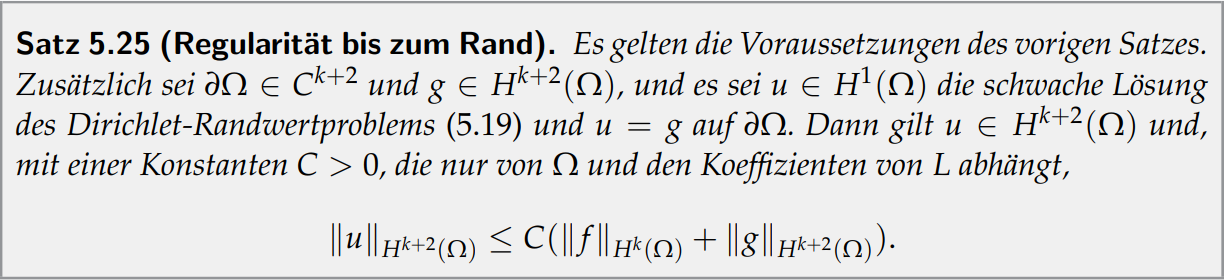 Satz 5.25 (Regularität bis zum Rand). Es gelten die Voraussetzungen des vorigen Satzes.
Zusätzlich sei ∂Ω ∈ C^{k+2} und g ∈ H^{k+2}(Ω), und es sei u ∈ H^1(Ω) die schwache Lösung
des Dirichlet-Randwertproblems (5.19) und u = g auf ∂Ω. Dann gilt u ∈ H^{k+2}(Ω) und,
mit einer Konstanten C > 0, die nur von Ω und den Koeffizienten von L abhängt,
‖u‖_{H^{k+2}(Ω)} ≤ C(‖f‖_{H^k(Ω)} + ‖g‖_{H^{k+2}(Ω)}).